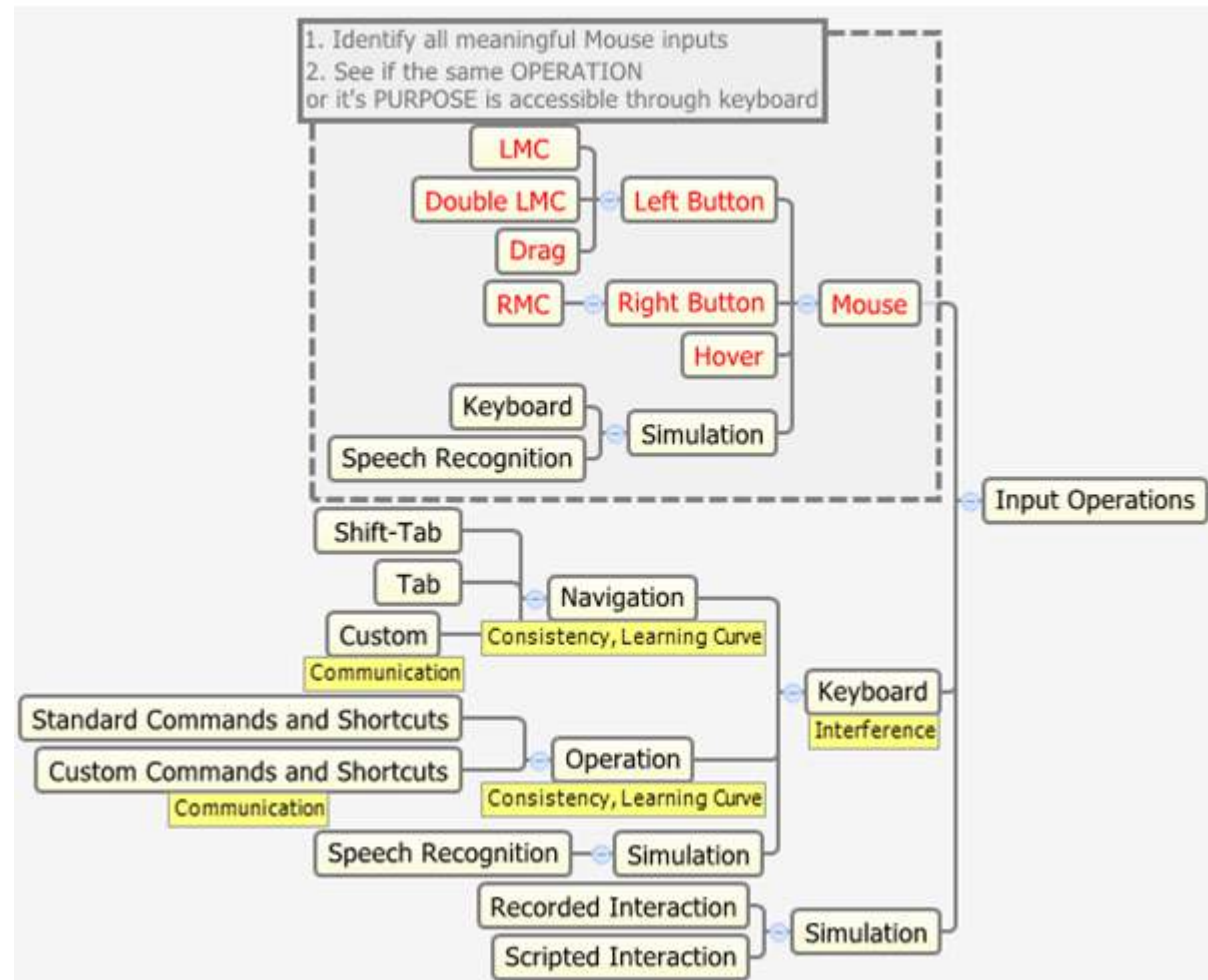 1. Identify all meaningful Mouse inputs
2. See if the same OPERATION
or it's PURPOSE is accessible through keyboard
LMC
Double LMC
Left Button
Drag
RMC
Right Button
Mouse
Hover
Keyboard
Simulation
Speech Recognition
Input Operations
Shift-Tab
Tab
Navigation
Custom
Consistency, Learning Curve
Communication
Keyboard
Interference
Standard Commands and Shortcuts
Operation
Custom Commands and Shortcuts
Consistency, Learning Curve
Communication
Speech Recognition
Simulation
Recorded Interaction
Simulation
Scripted Interaction